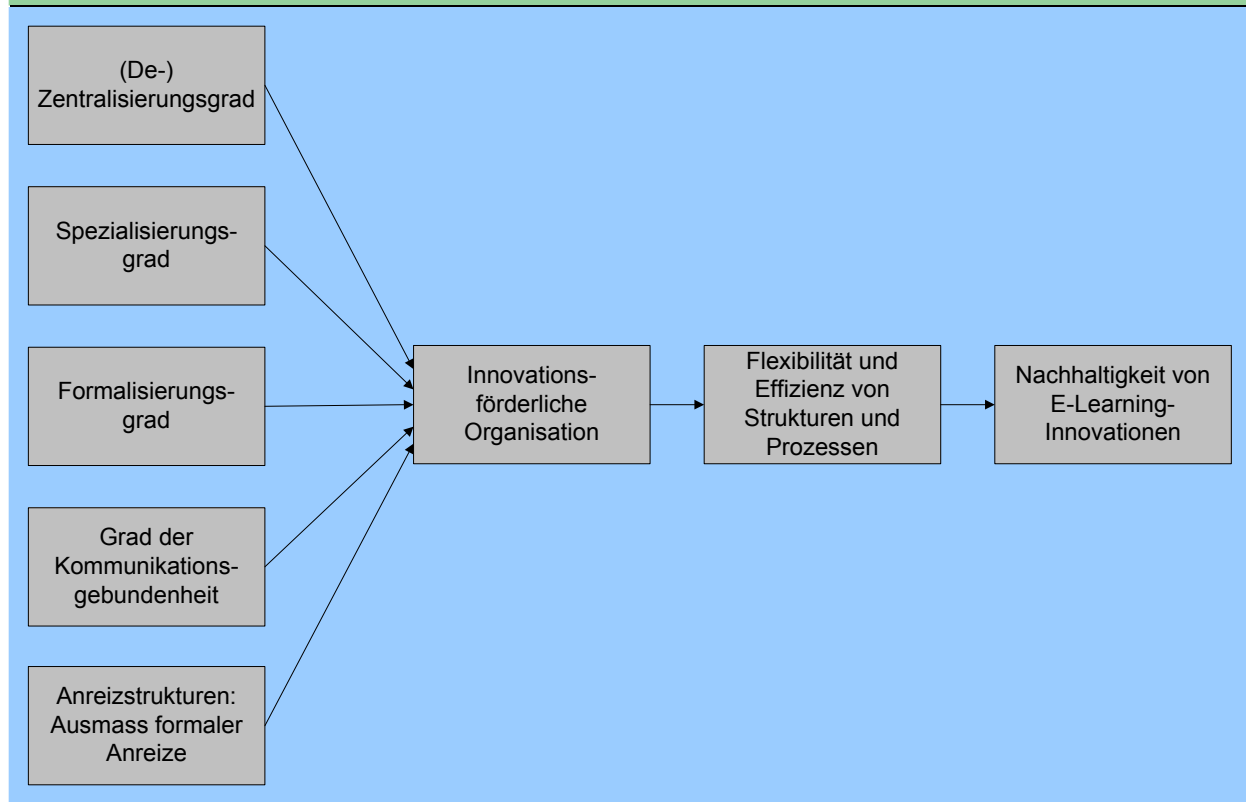 (De-)
Zentralisierungsgrad
Spezialisierungs-
grad
Formalisierungs-
grad
Grad der
Kommunikations-
gebundenheit
Anreizstrukturen:
Ausmass formaler
Anreize
Innovations-
förderliche
Organisation
Flexibilität und
Effizienz von
Strukturen und
Prozessen
Nachhaltigkeit von
E-Learning-
Innovationen